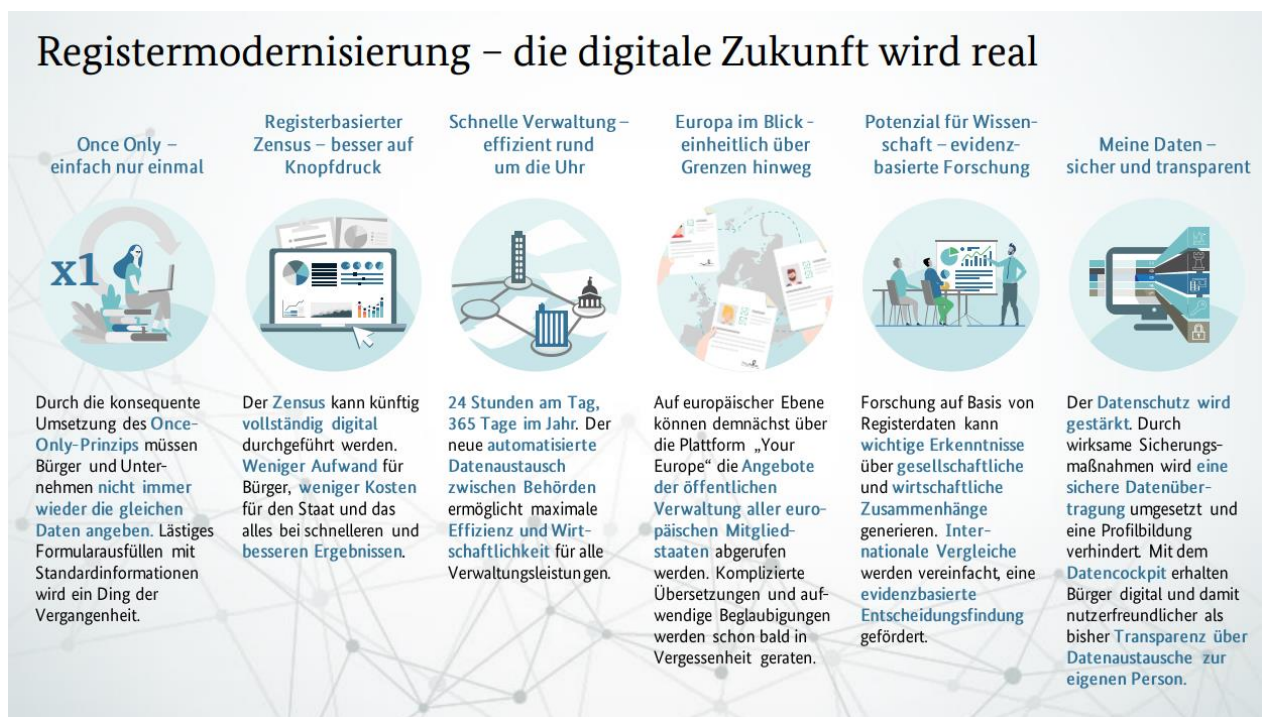 Registermodernisierung – die digitale Zukunft wird real
Once Only –
einfach nur einmal
x1
Durch die konsequente
Umsetzung des Once-
Only-Prinzips müssen
Bürger und Unter-
nehmen nicht immer
wieder die gleichen
Daten angeben. Lästiges
Formularausfüllen mit
Standardinformationen
wird ein Ding der
Vergangenheit.
Registerbasierter
Zensus – besser auf
Knopfdruck
Der Zensus kann künftig
vollständig digital
durchgeführt werden.
Weniger Aufwand für
Bürger, weniger Kosten
für den Staat und das
alles bei schnelleren und
besseren Ergebnissen.
Schnelle Verwaltung –
effizient rund
um die Uhr
24 Stunden am Tag,
365 Tage im Jahr. Der
neue automatisierte
Datenaustausch
zwischen Behörden
ermöglicht maximale
Effizienz und Wirt-
schaftlichkeit für alle
Verwaltungsleistungen.
Europa im Blick -
einheitlich über
Grenzen hinweg
Auf europäischer Ebene
können demnächst über
die Plattform „Your
Europe“ die Angebote
der öffentlichen
Verwaltung aller euro-
päischen Mitglied-
staaten abgerufen
werden. Komplizierte
Übersetzungen und auf-
wendige Beglaubigungen
werden schon bald in
Vergessenheit geraten.
Potenzial für Wissen-
schaft – evidenz-
basierte Forschung
Forschung auf Basis von
Registerdaten kann
wichtige Erkenntnisse
über gesellschaftliche
und wirtschaftliche
Zusammenhänge
generieren. Inter-
nationale Vergleiche
werden vereinfacht, eine
evidenzbasierte
Entscheidungsfindung
gefördert.
Meine Daten –
sicher und transparent
Der Datenschutz wird
gestärkt. Durch
wirksame Sicherungs-
maßnahmen wird eine
sichere Datenüber-
tragung umgesetzt und
eine Profilbildung
verhindert. Mit dem
Datencockpit erhalten
Bürger digital und damit
nutzerfreundlicher als
bisher Transparenz über
Datenaustausche zur
eigenen Person.